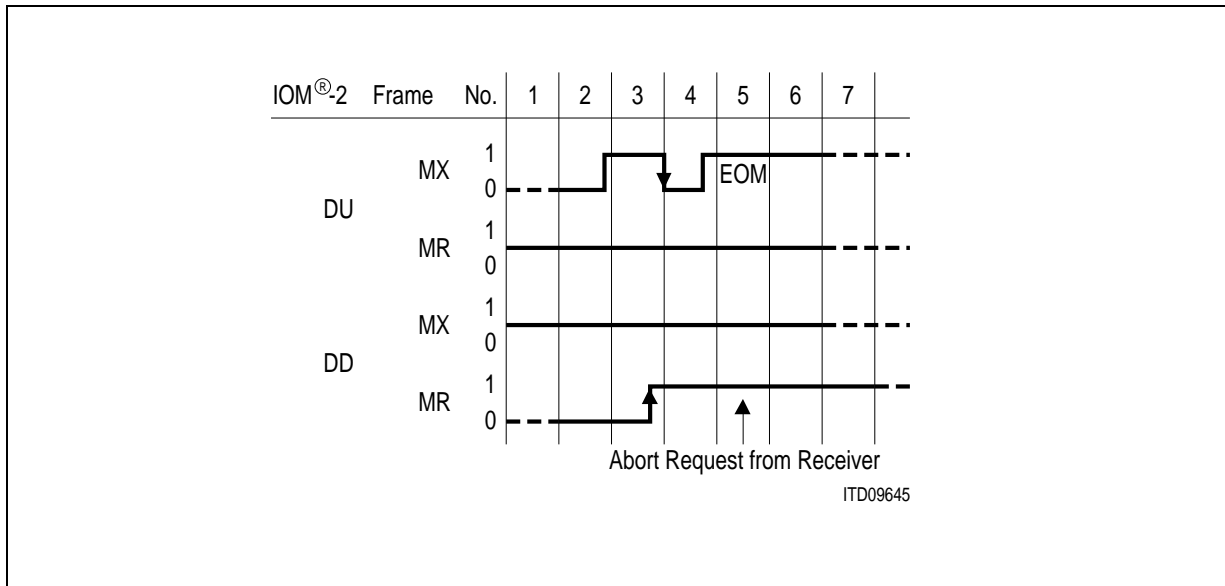 IOM®-2 Frame No. 1 2 3 4 5 6 7
MX 1
0
EOM
DU
MR 1
0
MX 1
0
DD
MR 1
0
Abort Request from Receiver
ITD09645